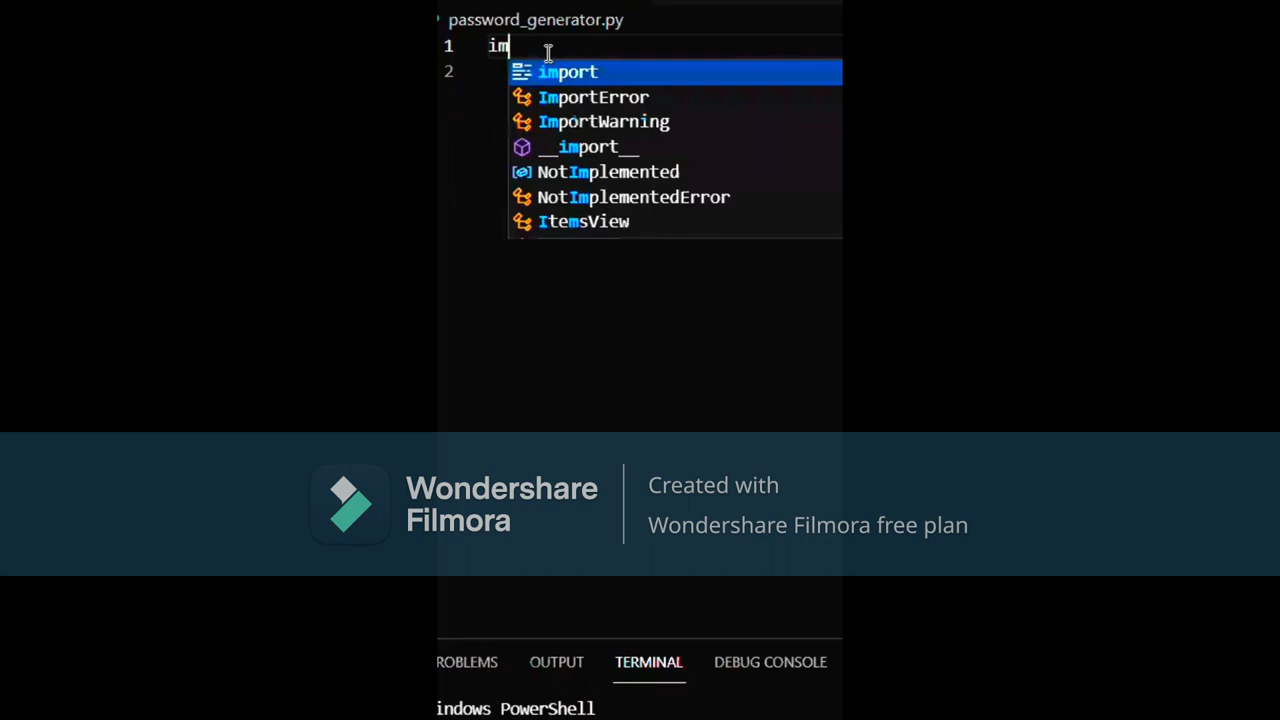 password_generator.py
1 im
2
import
ImportError
ImportWarning
__import__
NotImplemented
NotImplementedError
ItemsView
Wondershare
Filmora
Created with
Wondershare Filmora free plan
ROBLEMS OUTPUT TERMINAL DEBUG CONSOLE
indows PowerShell